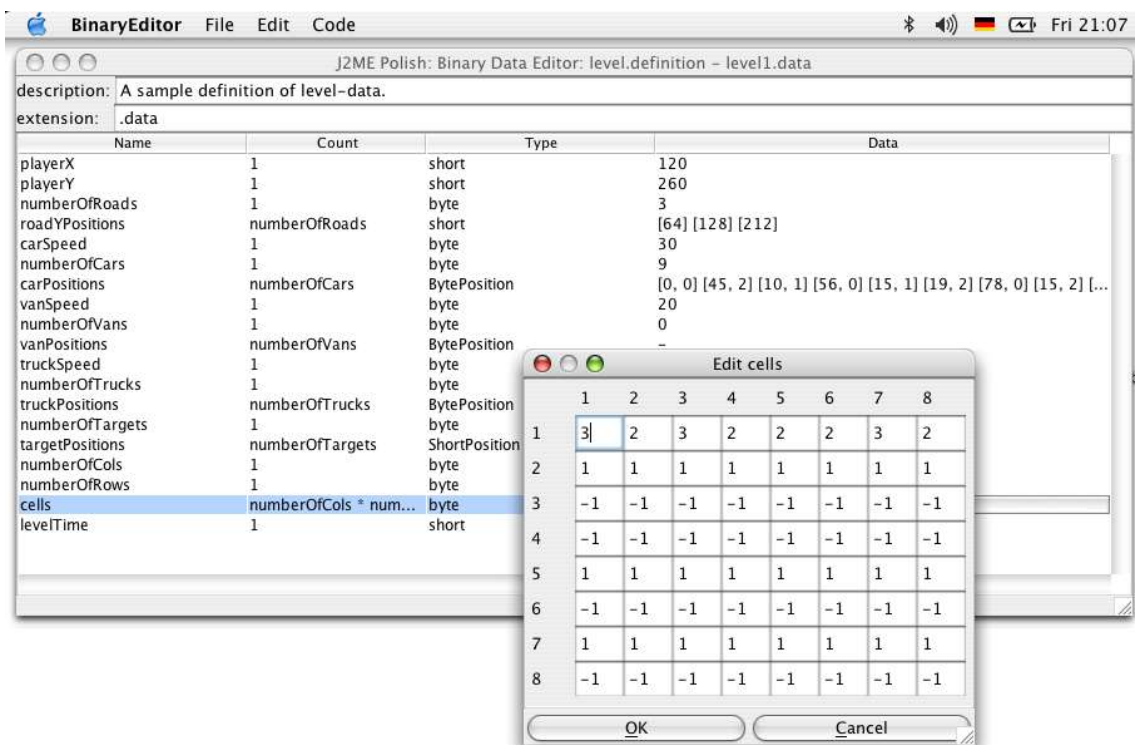 BinaryEditor File Edit Code Fri 21:07
J2ME Polish: Binary Data Editor: level.definition – level1.data
description: A sample definition of level-data.
extension: .data
Name Count Type Data
playerX 1 short 120
playerY 1 short 260
numberOfRoads 1 byte 3
roadYPositions numberOfRoads short [64] [128] [212]
carSpeed 1 byte 30
numberOfCars 1 byte 9
carPositions numberOfCars BytePosition [0, 0] [45, 2] [10, 1] [56, 0] [15, 1] [19, 2] [78, 0] [15, 2] [...
vanSpeed 1 byte 20
numberOfVans 1 byte 0
vanPositions numberOfVans BytePosition –
truckSpeed 1 byte
numberOfTrucks 1 byte
truckPositions numberOfTrucks BytePosition
numberOfTargets 1 byte
targetPositions numberOfTargets ShortPosition
numberOfCols 1 byte
numberOfRows 1 byte
cells numberOfCols * num... byte
levelTime 1 short
Edit cells
1 2 3 4 5 6 7 8
1 3 2 3 2 2 2 3 2
2 1 1 1 1 1 1 1 1
3 -1 -1 -1 -1 -1 -1 -1 -1
4 -1 -1 -1 -1 -1 -1 -1 -1
5 1 1 1 1 1 1 1 1
6 -1 -1 -1 -1 -1 -1 -1 -1
7 1 1 1 1 1 1 1 1
8 -1 -1 -1 -1 -1 -1 -1 -1
OK Cancel